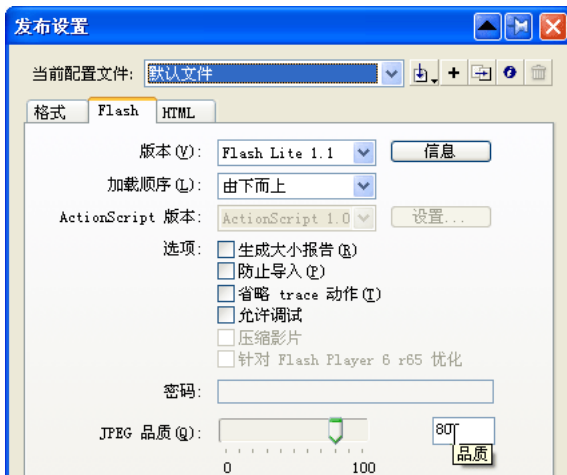 发布设置
当前配置文件: 默认文件
格式 Flash HTML
版本(V): Flash Lite 1.1 信息
加载顺序(L): 由下而上
ActionScript 版本: ActionScript 1.0 设置...
选项: 生成大小报告(R)
防止导入(P)
省略 trace 动作(T)
允许调试
压缩影片
针对 Flash Player 6 r65 优化
密码:
JPEG 品质(Q): 80
品质
0 100